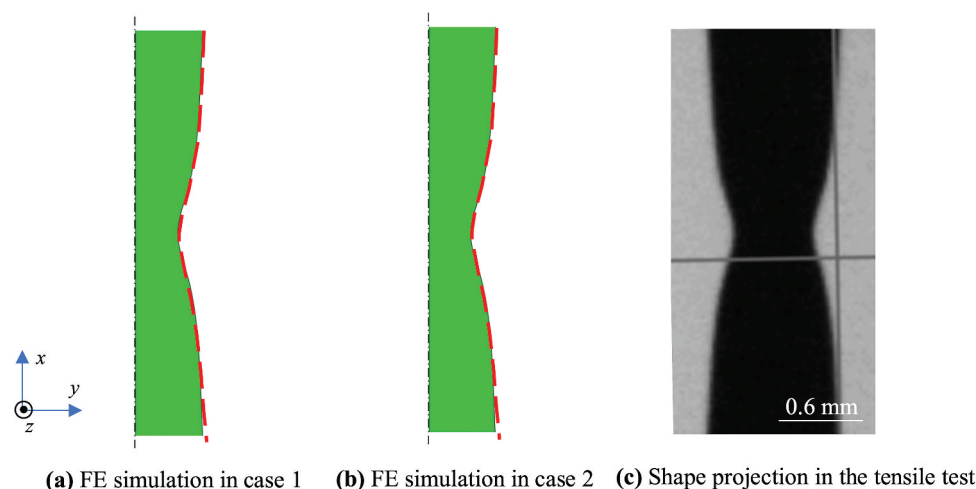 x
y
z
0.6 mm
(a) FE simulation in case 1
(b) FE simulation in case 2
(c) Shape projection in the tensile test